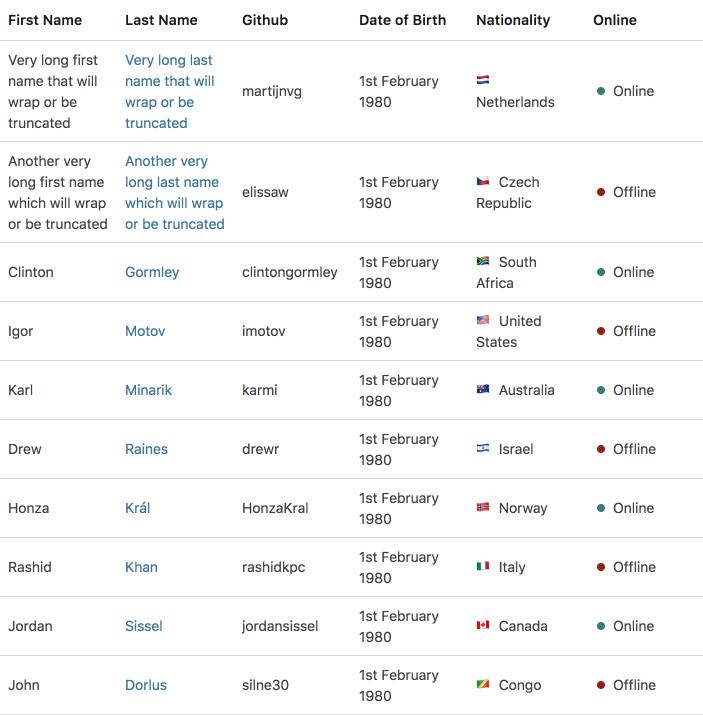 First Name Last Name Github Date of Birth Nationality Online
Very long first name that will wrap or be truncated Very long last name that will wrap or be truncated martijnvg 1st February 1980 Netherlands Online
Another very long first name which will wrap or be truncated Another very long last name which will wrap or be truncated elissaw 1st February 1980 Czech Republic Offline
Clinton Gormley clintongormley 1st February 1980 South Africa Online
Igor Motov imotov 1st February 1980 United States Offline
Karl Minarik karmi 1st February 1980 Australia Online
Drew Raines drewr 1st February 1980 Israel Offline
Honza Král HonzaKral 1st February 1980 Norway Online
Rashid Khan rashidkpc 1st February 1980 Italy Offline
Jordan Sissel jordansissel 1st February 1980 Canada Online
John Dorlus silne30 1st February 1980 Congo Offline